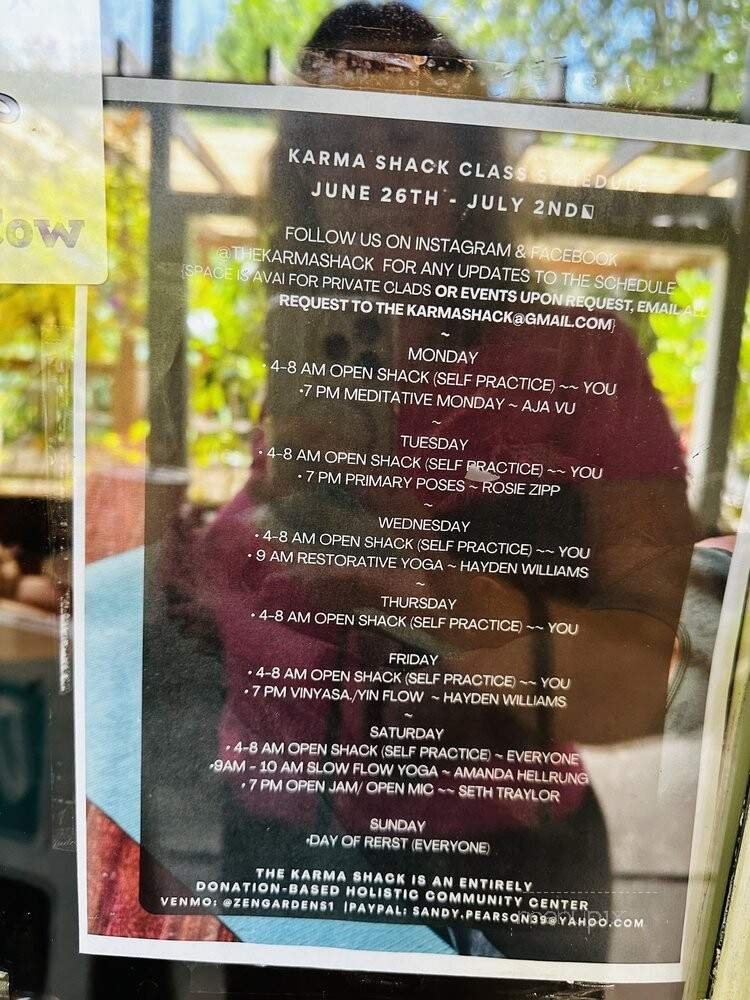 low
KARMA SHACK CLASS SCHEDULE
JUNE 26TH - JULY 2ND
FOLLOW US ON INSTAGRAM & FACEBOOK
@THEKARMASHACK FOR ANY UPDATES TO THE SCHEDULE
{SPACE IS AVAI FOR PRIVATE CLADS OR EVENTS UPON REQUEST, EMAIL ALL
REQUEST TO THE KARMASHACK@GMAIL.COM}
~
MONDAY
• 4-8 AM OPEN SHACK (SELF PRACTICE) ~~ YOU
•7 PM MEDITATIVE MONDAY ~ AJA VU
~
TUESDAY
• 4-8 AM OPEN SHACK (SELF PRACTICE) ~~ YOU
• 7 PM PRIMARY POSES ~ ROSIE ZIPP
~
WEDNESDAY
• 4-8 AM OPEN SHACK (SELF PRACTICE) ~~ YOU
• 9 AM RESTORATIVE YOGA ~ HAYDEN WILLIAMS
~
THURSDAY
• 4-8 AM OPEN SHACK (SELF PRACTICE) ~~ YOU
FRIDAY
• 4-8 AM OPEN SHACK (SELF PRACTICE) ~~ YOU
• 7 PM VINYASA./YIN FLOW ~ HAYDEN WILLIAMS
~
SATURDAY
• 4-8 AM OPEN SHACK (SELF PRACTICE) ~ EVERYONE
•9AM - 10 AM SLOW FLOW YOGA ~ AMANDA HELLRUNG
• 7 PM OPEN JAM/ OPEN MIC ~~ SETH TRAYLOR
SUNDAY
•DAY OF RERST (EVERYONE)
THE KARMA SHACK IS AN ENTIRELY
DONATION-BASED HOLISTIC COMMUNITY CENTER
VENMO: @ZENGARDENS1 |PAYPAL: SANDY.PEARSON39@YAHOO.COM
menupix